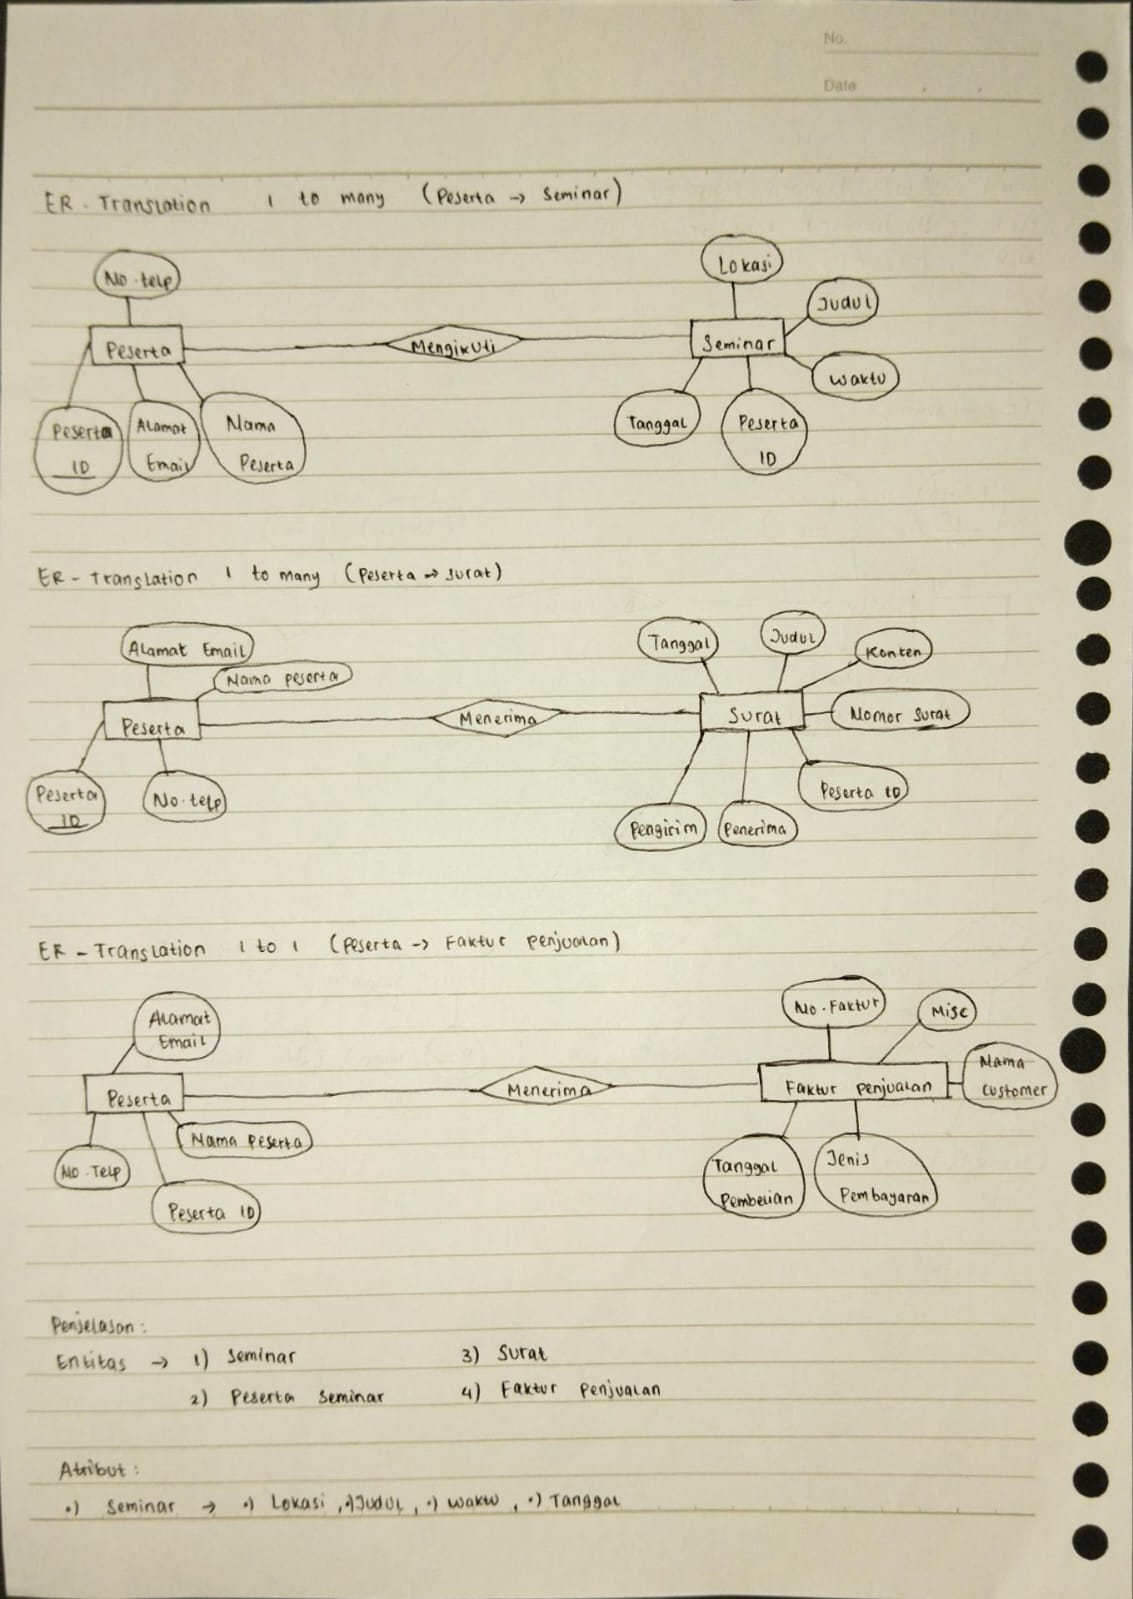 No.
Date
ER - Translation 1 to many (Peserta → Seminar)
No.telp
Lokasi
Judul
Peserta
Mengikuti
Seminar
Waktu
Peserta
ID
Alamat
Email
Nama
Peserta
Tanggal
Peserta
ID
ER - Translation 1 to many (Peserta → Surat)
Alamat Email
Nama Peserta
Tanggal
Judul
Konten
Peserta
Menerima
Surat
Nomor Surat
Peserta
ID
No.telp
Peserta ID
Pengirim
Penerima
ER - Translation 1 to 1 (Peserta → Faktur Penjualan)
Alamat
Email
No.Faktur
Misc
Peserta
Menerima
Faktur Penjualan
Nama
Customer
No.Telp
Nama Peserta
Peserta ID
Tanggal
Pembelian
Jenis
Pembayaran
Penjelasan:
Entitas → 1) Seminar 3) Surat
2) Peserta Seminar 4) Faktur Penjualan
Atribut:
•) Seminar → •) Lokasi, •) Judul, •) Waktu, •) Tanggal